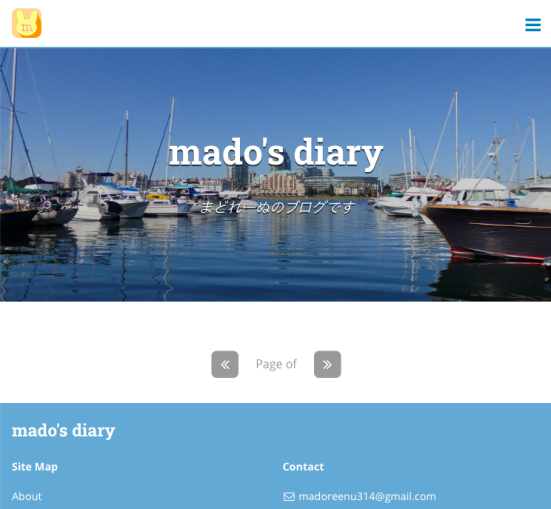 m
mado's diary
まどれーぬのブログです
Page of
mado's diary
Site Map
Contact
About
madoreenu314@gmail.com